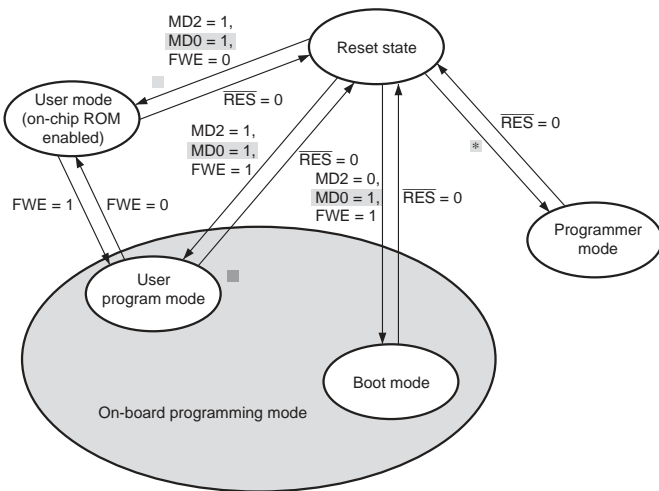 MD2 = 1,
MD0 = 1,
FWE = 0
Reset state
RES = 0
User mode
(on-chip ROM
enabled)
MD2 = 1,
MD0 = 1,
FWE = 1
RES = 0
MD2 = 0,
MD0 = 1,
FWE = 1
RES = 0
*
RES = 0
FWE = 1
FWE = 0
Programmer
mode
User
program mode
Boot mode
On-board programming mode